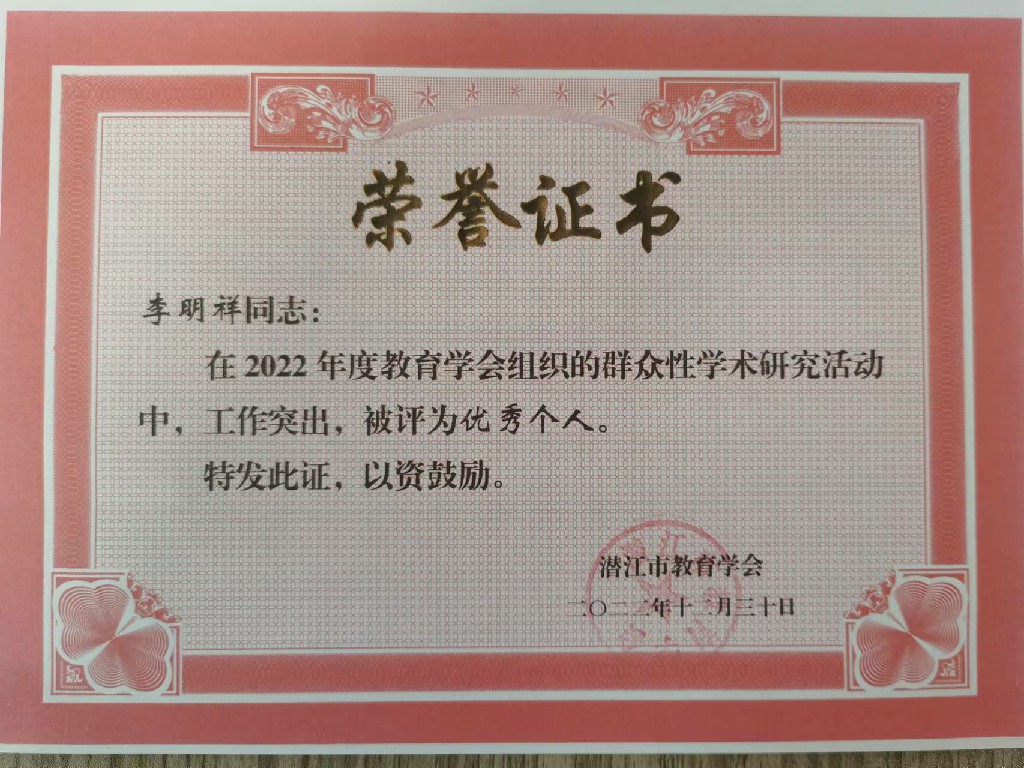 荣誉证书
李明祥同志：
在2022年度教育学会组织的群众性学术研究活动
中，工作突出，被评为优秀个人。
特发此证，以资鼓励。
潜江市教育学会
二〇二二年十二月三十日